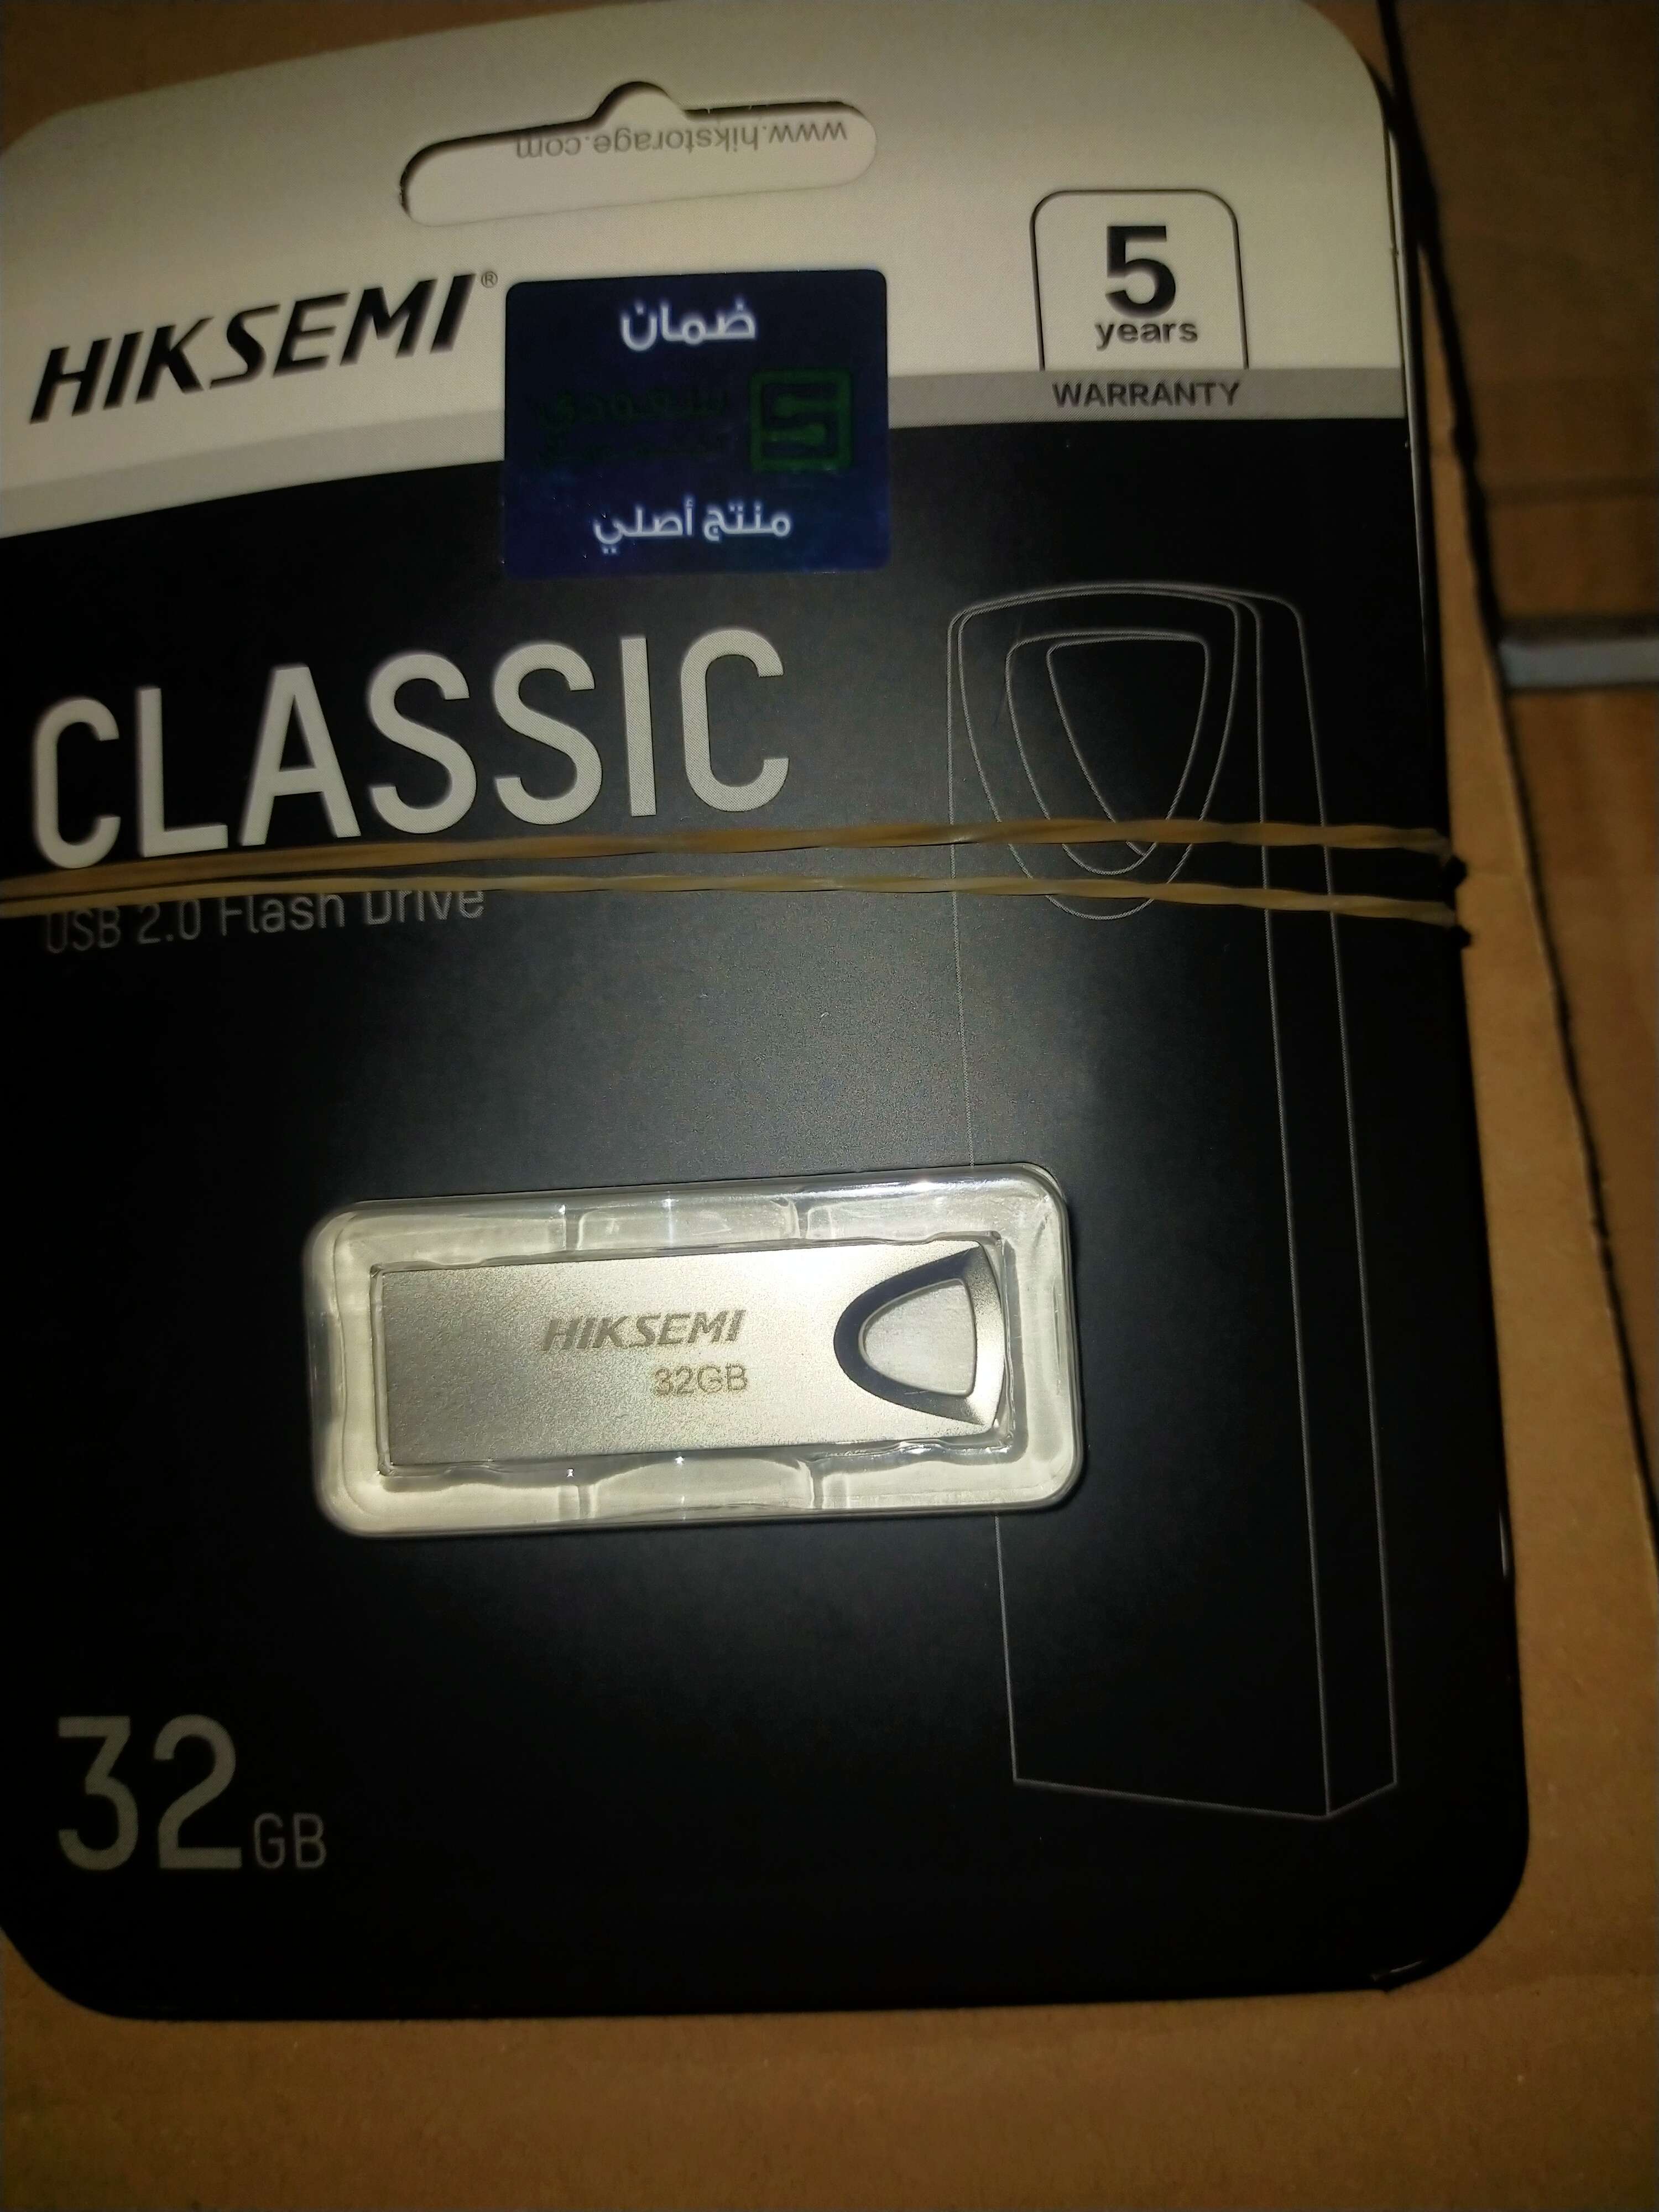 www.hikstorage.com
HIKSEMI®
ضمان
منتج أصلي
5
years
WARRANTY
CLASSIC
USB 2.0 Flash Drive
HIKSEMI
32GB
32GB